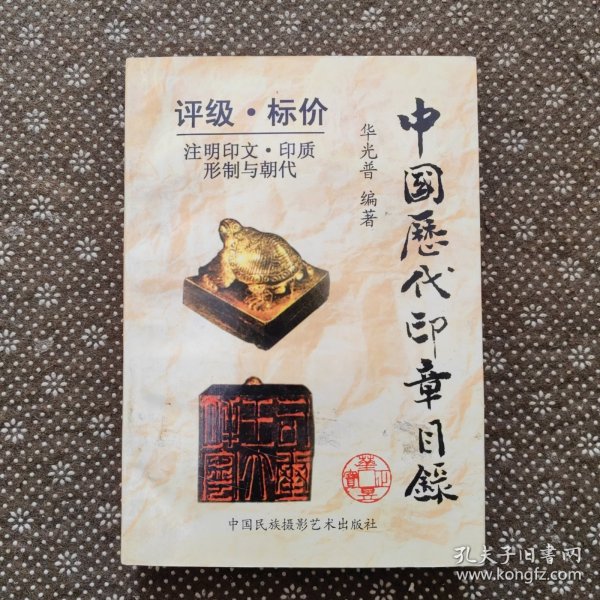 评级·标价
注明印文·印质
形制与朝代
中國歷代印章目錄
华光普 编著
中国民族摄影艺术出版社
孔夫子旧书网
www.kongfz.com